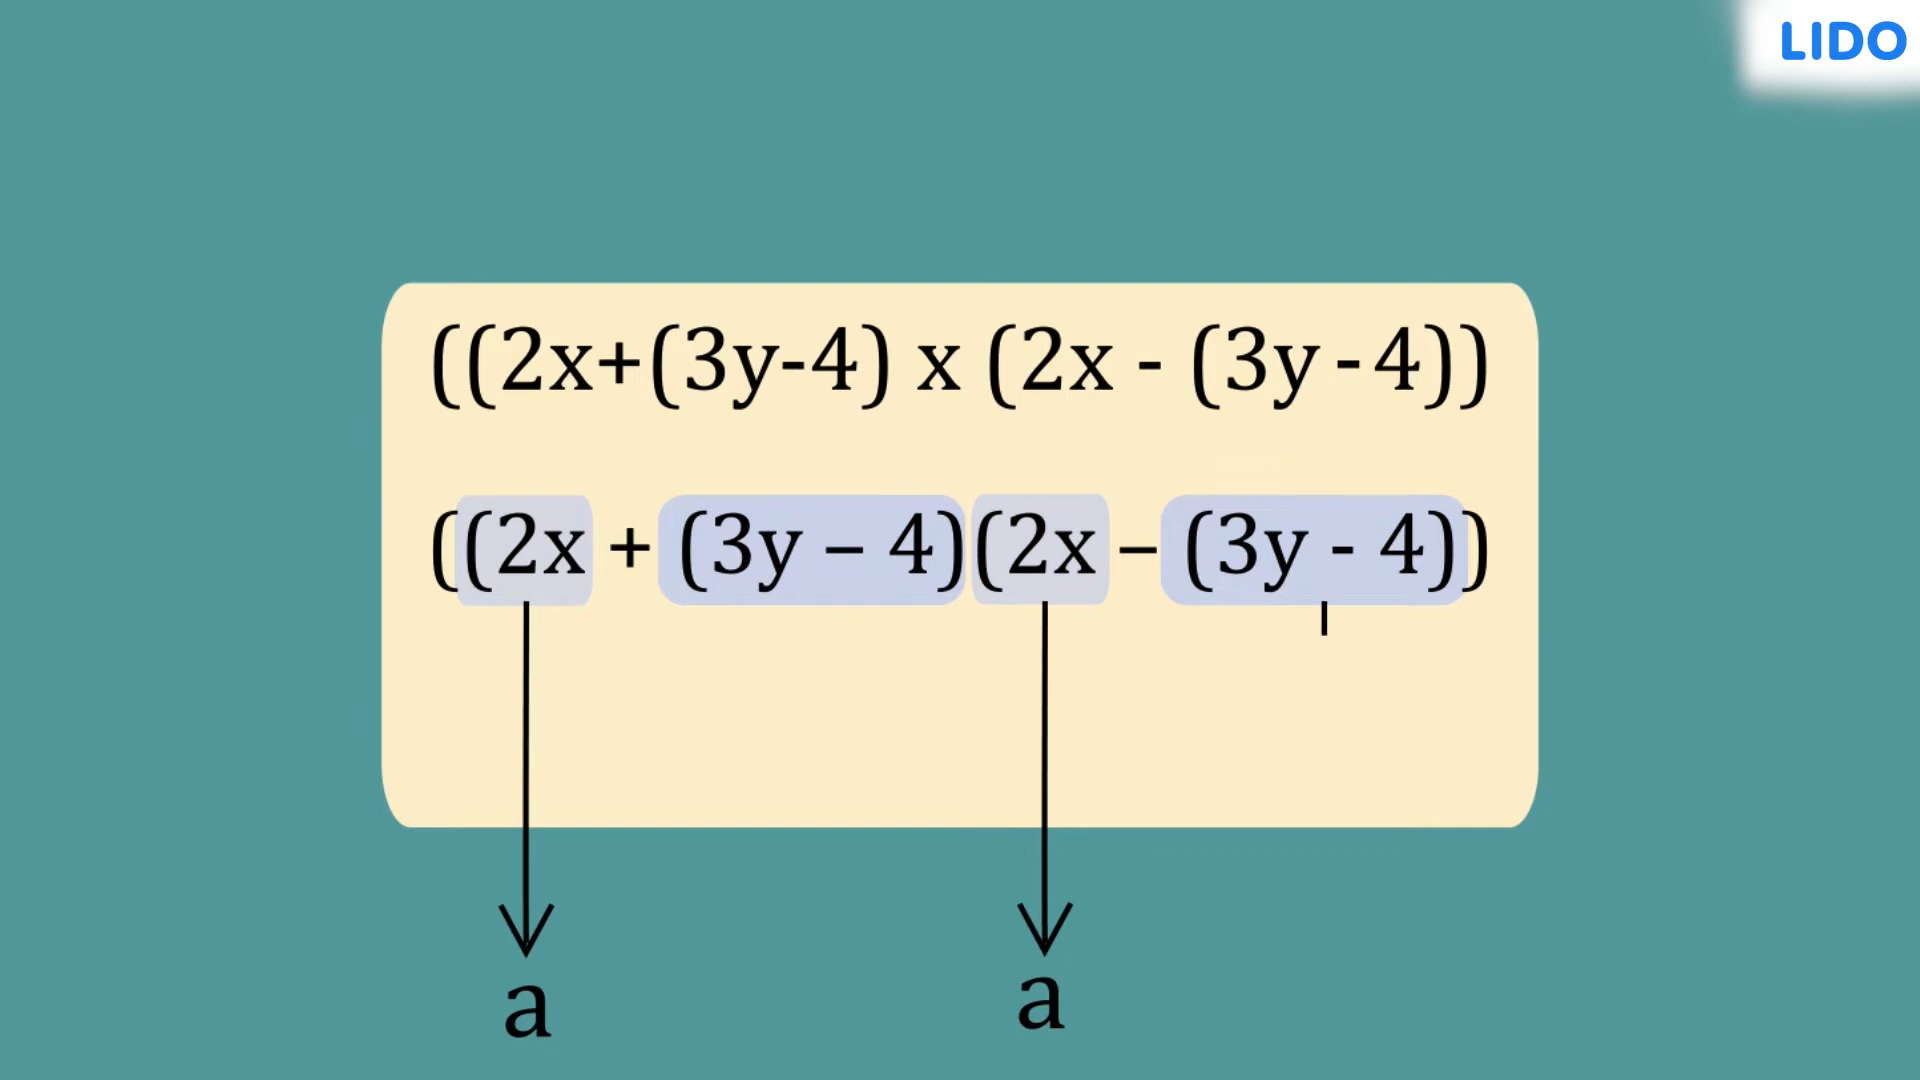 LIDO
((2x+(3y-4) x (2x - (3y-4))
((2x + (3y – 4)(2x – (3y - 4))
a a